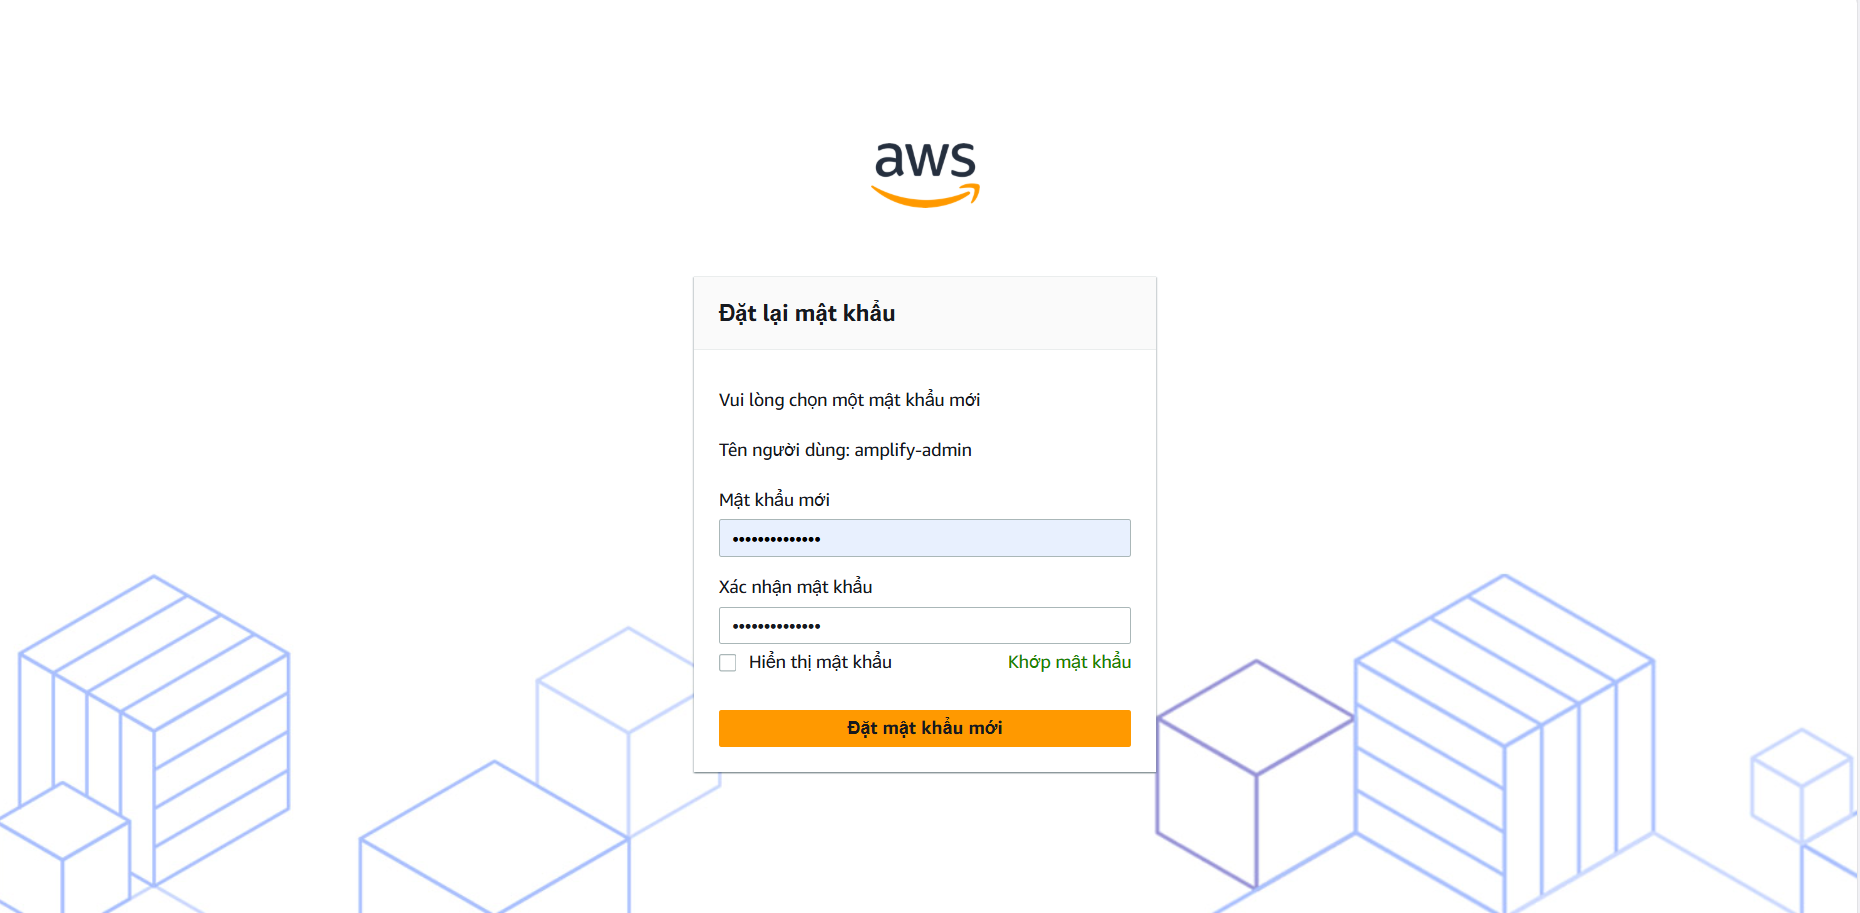 aws
Đặt lại mật khẩu
Vui lòng chọn một mật khẩu mới
Tên người dùng: amplify-admin
Mật khẩu mới
••••••••••••••
Xác nhận mật khẩu
••••••••••••••
Hiển thị mật khẩu Khớp mật khẩu
Đặt mật khẩu mới